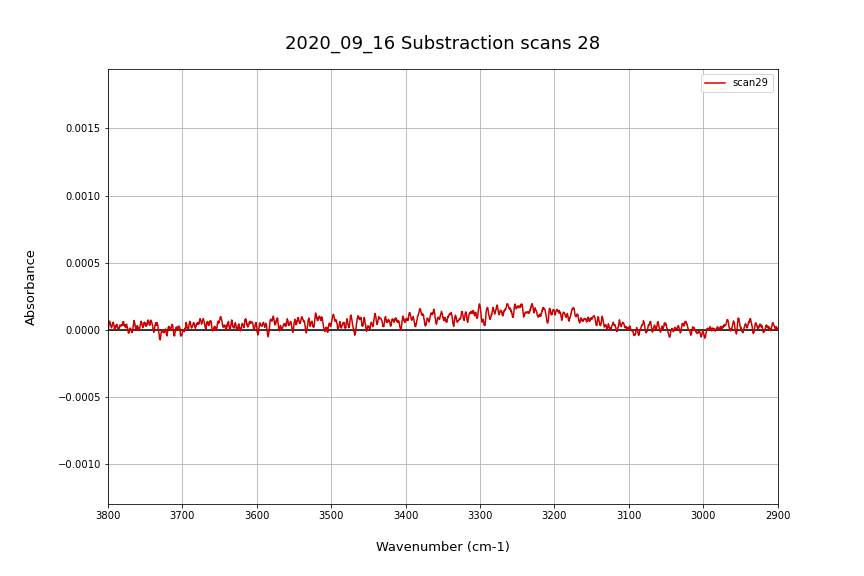 2020_09_16 Substraction scans 28
scan29
0.0015
0.0010
0.0005
0.0000
−0.0005
−0.0010
Absorbance
3800 3700 3600 3500 3400 3300 3200 3100 3000 2900
Wavenumber (cm-1)